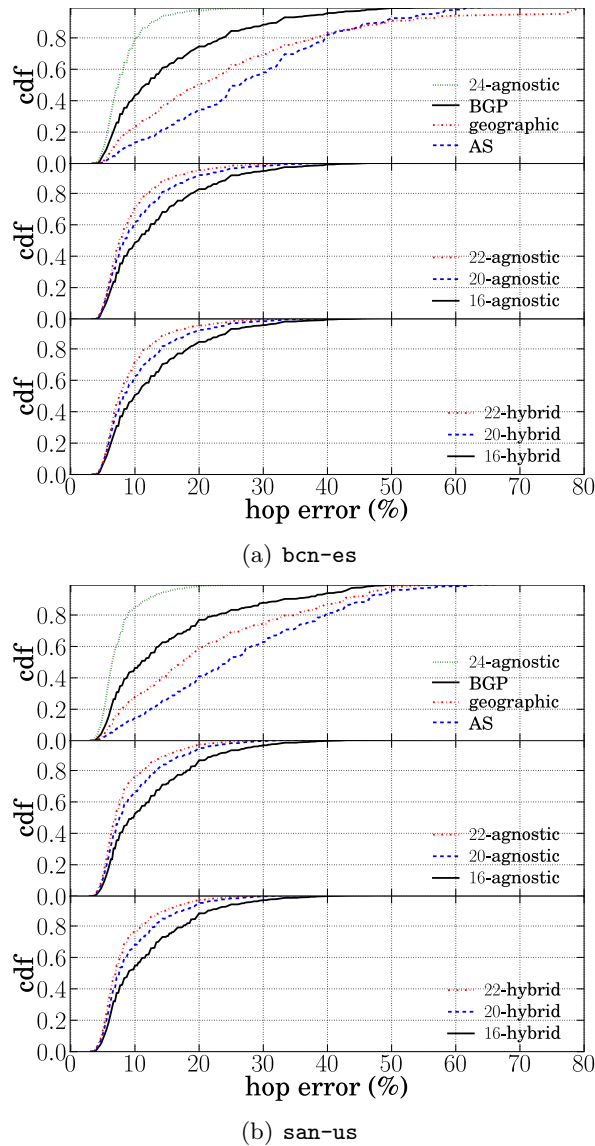 cdf
0.8
0.6
0.4
0.2
0.0
24-agnostic
BGP
geographic
AS
cdf
0.8
0.6
0.4
0.2
0.0
22-agnostic
20-agnostic
16-agnostic
cdf
0.8
0.6
0.4
0.2
0.0
22-hybrid
20-hybrid
16-hybrid
0 10 20 30 40 50 60 70 80
hop error (%)
(a) bcn-es
cdf
0.8
0.6
0.4
0.2
0.0
24-agnostic
BGP
geographic
AS
cdf
0.8
0.6
0.4
0.2
0.0
22-agnostic
20-agnostic
16-agnostic
cdf
0.8
0.6
0.4
0.2
0.0
22-hybrid
20-hybrid
16-hybrid
0 10 20 30 40 50 60 70 80
hop error (%)
(b) san-us